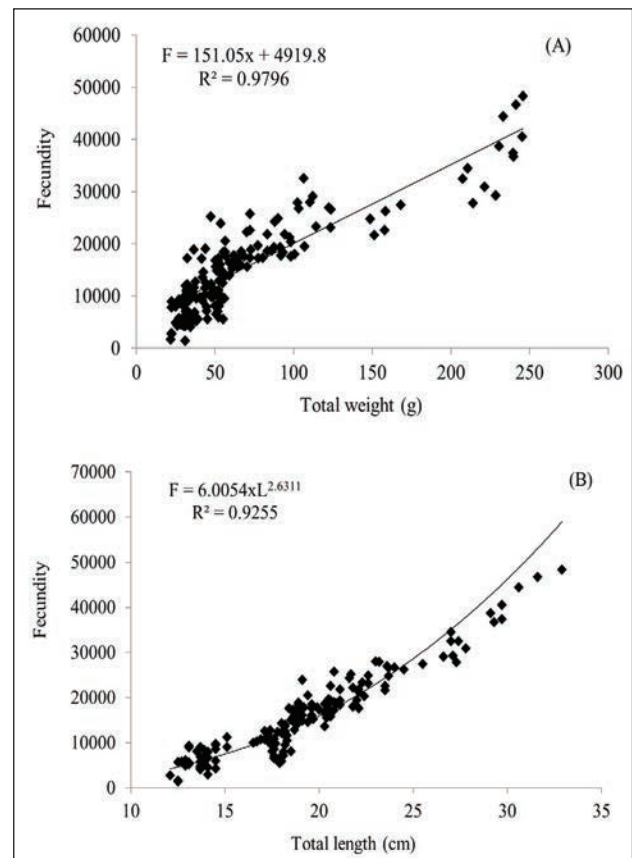 (A)
F = 151.05x + 4919.8
R² = 0.9796
60000
50000
40000
30000
20000
10000
0
Fecundity
0 50 100 150 200 250 300
Total weight (g)
(B)
F = 6.0054xL^2.6311
R² = 0.9255
70000
60000
50000
40000
30000
20000
10000
0
Fecundity
10 15 20 25 30 35
Total length (cm)